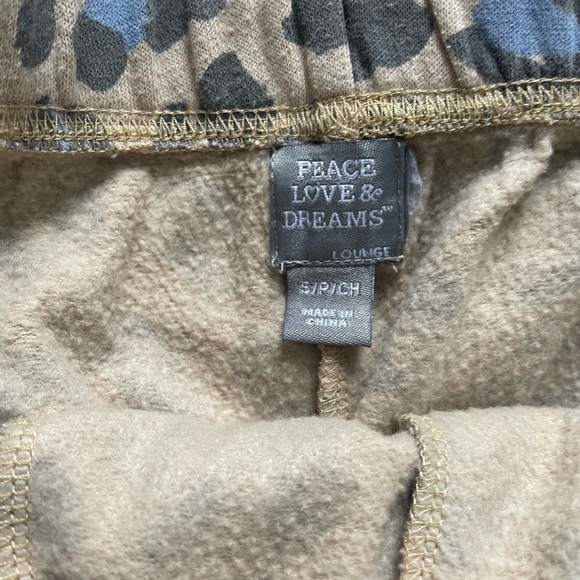 PEACE
LOVE &
DREAMS™
LOUNGE
S/P/CH
MADE IN
CHINA